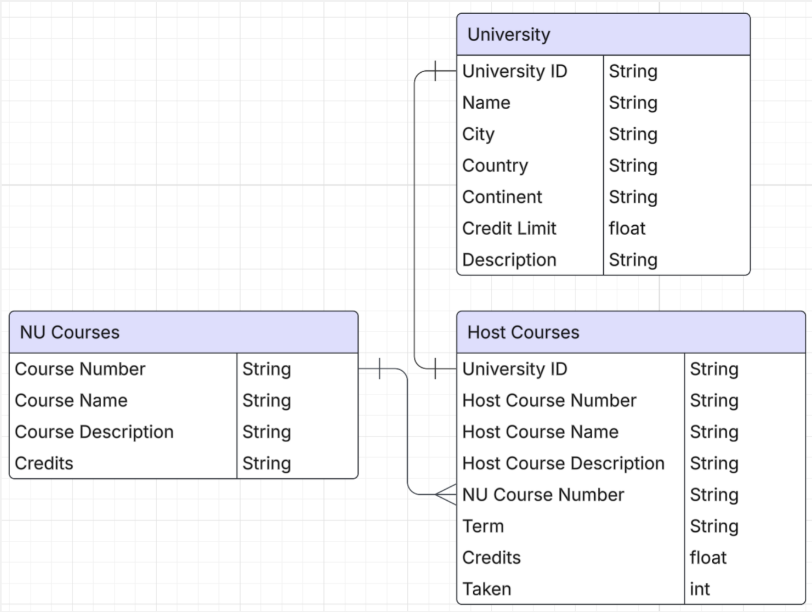 University
University ID String
Name String
City String
Country String
Continent String
Credit Limit float
Description String
NU Courses
Course Number String
Course Name String
Course Description String
Credits String
Host Courses
University ID String
Host Course Number String
Host Course Name String
Host Course Description String
NU Course Number String
Term String
Credits float
Taken int